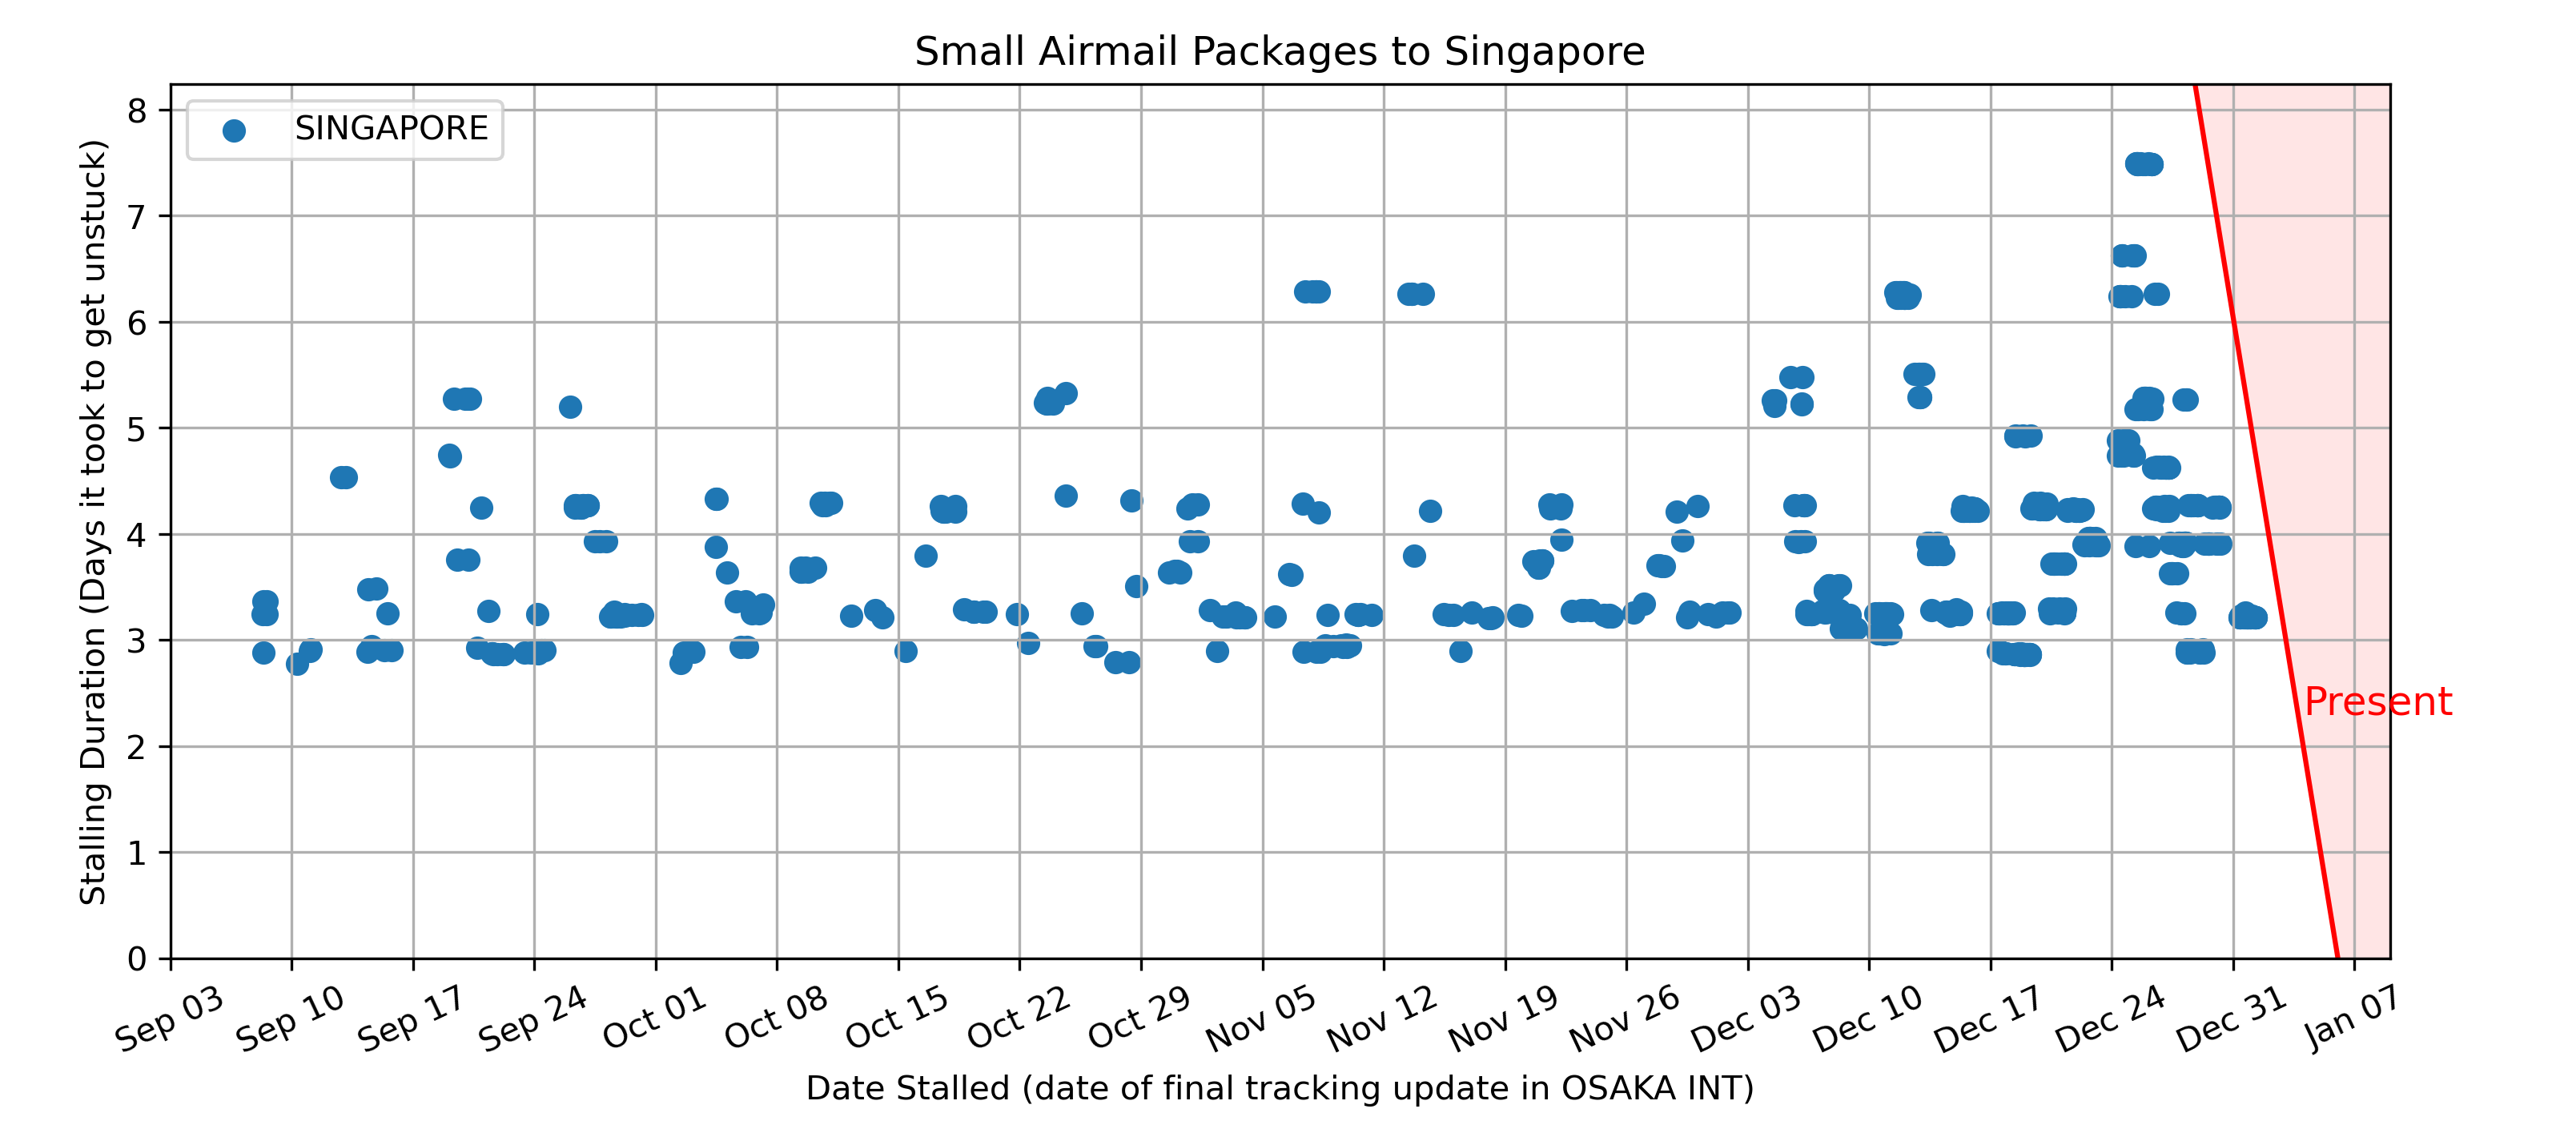 Small Airmail Packages to Singapore
SINGAPORE
Stalling Duration (Days it took to get unstuck)
8
7
6
5
4
3
2
1
0
Present
Sep 03
Sep 10
Sep 17
Sep 24
Oct 01
Oct 08
Oct 15
Oct 22
Oct 29
Nov 05
Nov 12
Nov 19
Nov 26
Dec 03
Dec 10
Dec 17
Dec 24
Dec 31
Jan 07
Date Stalled (date of final tracking update in OSAKA INT)